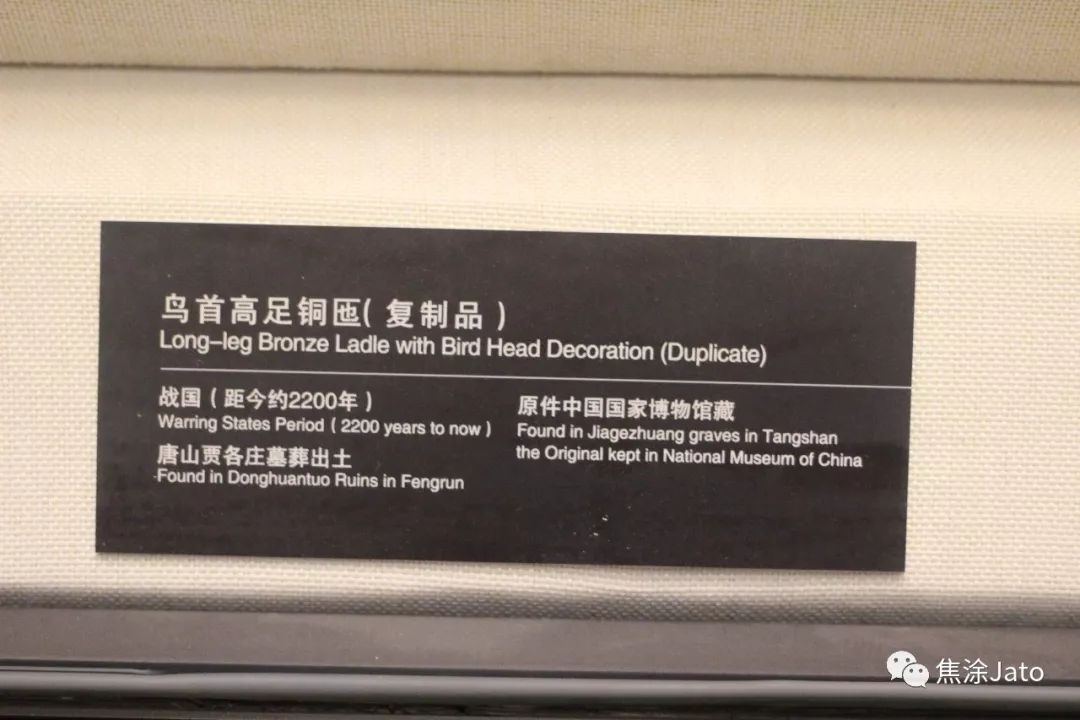 鸟首高足铜匜(复制品)
Long-leg Bronze Ladle with Bird Head Decoration (Duplicate)
战国(距今约2200年)
Warring States Period(2200 years to now)
唐山贾各庄墓葬出土
-Found in Donghuantuo Ruins in Fengrun
原件中国国家博物馆藏
Found in Jiagezhuang graves in Tangshan
the Original kept in National Museum of China
焦涂Jato